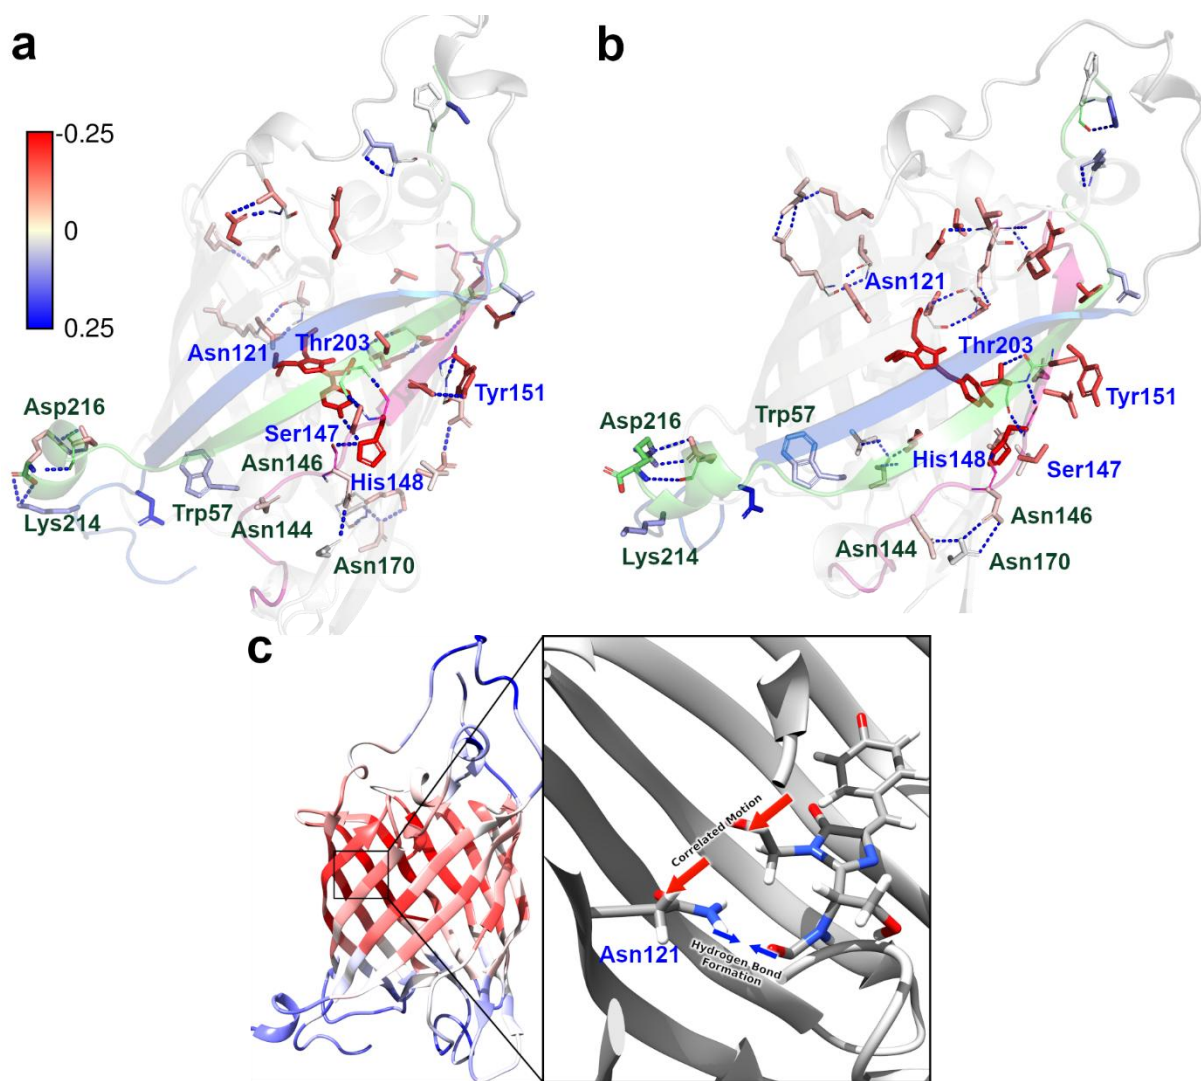 a
-0.25
0
0.25
Asn121
Thr203
Tyr151
Asp216
Ser147
Asn146
His148
Lys214
Trp57
Asn144
Asn170
b
Asn121
Thr203
Tyr151
Asp216
Trp57
His148
Ser147
Lys214
Asn146
Asn144
Asn170
c
Correlated Motion
Asn121
Hydrogen Bond
Formation